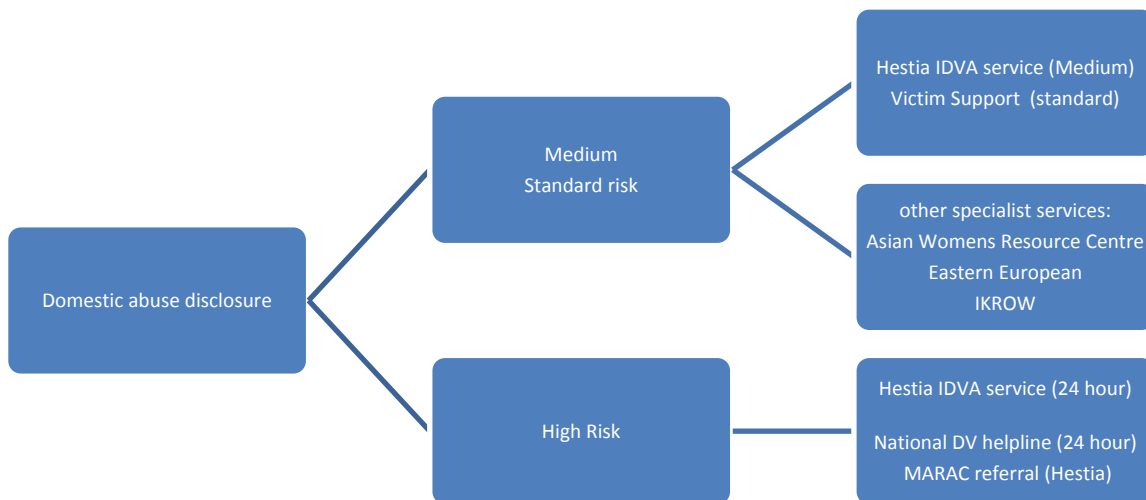 Domestic abuse disclosure
Medium
Standard risk
Hestia IDVA service (Medium)
Victim Support  (standard)
other specialist services:
Asian Womens Resource Centre
Eastern European
IKROW
High Risk
Hestia IDVA service (24 hour)
National DV helpline (24 hour)
MARAC referral (Hestia)